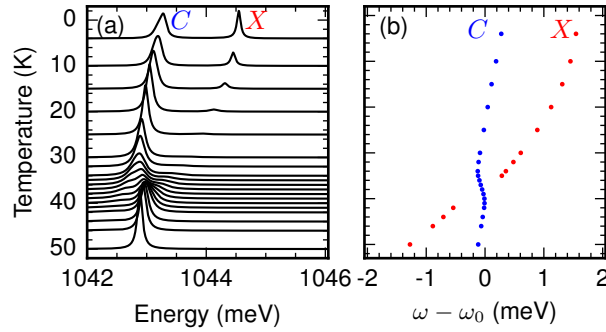 (a) C X
(b) C X
Temperature (K)
0
10
20
30
40
50
1042 1044 1046
Energy (meV)
-2 -1 0 1 2
ω − ω₀ (meV)